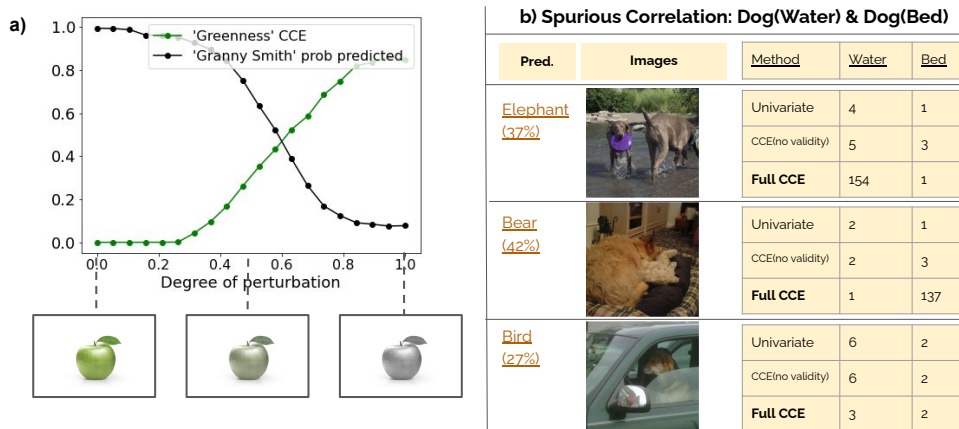 a)
1.0
0.8
0.6
0.4
0.2
0.0
'Greenness' CCE
'Granny Smith' prob predicted
0.0 0.2 0.4 0.6 0.8 1.0
Degree of perturbation
b) Spurious Correlation: Dog(Water) & Dog(Bed)
Pred. Images Method Water Bed
Elephant
(37%)
Univariate 4 1
CCE(no validity) 5 3
Full CCE 154 1
Bear
(42%)
Univariate 2 1
CCE(no validity) 2 3
Full CCE 1 137
Bird
(27%)
Univariate 6 2
CCE(no validity) 6 2
Full CCE 3 2